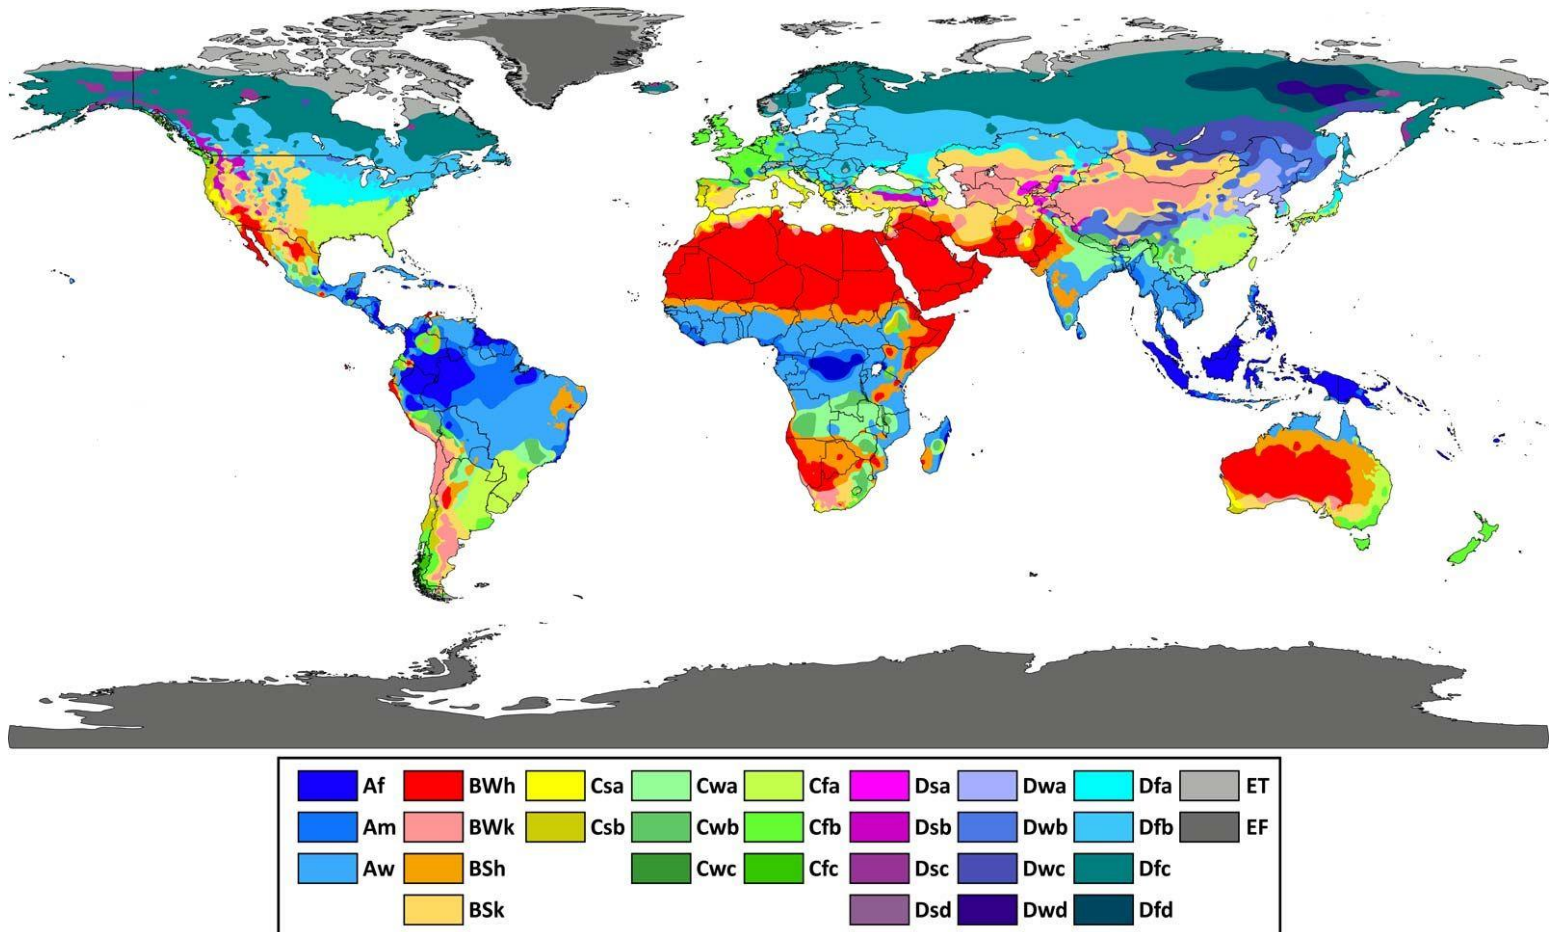 Af BWh Csa Cwa Cfa Dsa Dwa Dfa ET
Am BWk Csb Cwb Cfb Dsb Dwb Dfb EF
Aw BSh Cwc Cfc Dsc Dwc Dfc
BSk Dsd Dwd Dfd